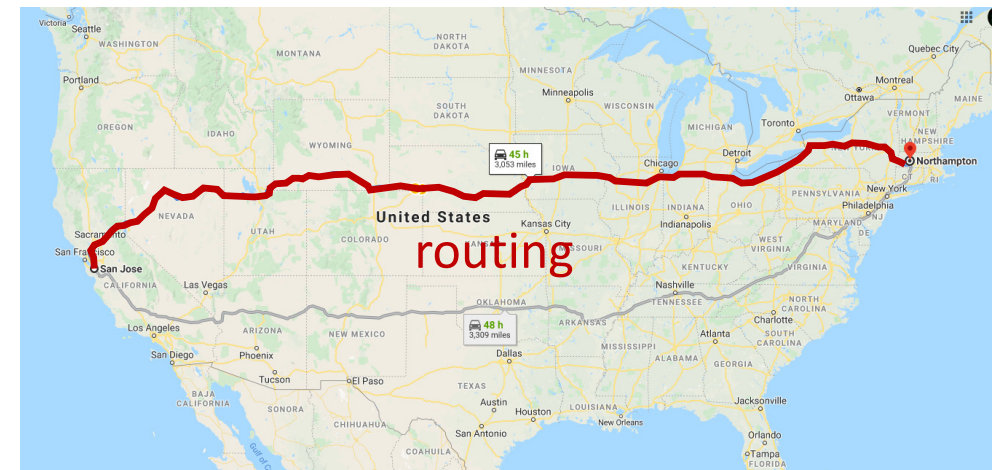 Victoria
Seattle
WASHINGTON
MONTANA
NORTH
DAKOTA
Quebec City
Portland
MINNESOTA
Minneapolis
Montreal
Ottawa
MAINE
OREGON
IDAHO
SOUTH
DAKOTA
WISCONSIN
MICHIGAN
Toronto
VERMONT
NEW
HAMPSHIRE
WYOMING
45 h
3,053 miles
IOWA
Chicago
Detroit
Northampton
CT
RI
NEVADA
UTAH
United States
ILLINOIS
INDIANA
OHIO
PENNSYLVANIA
New York
Philadelphia
NJ
Sacramento
San Francisco
COLORADO
Kansas City
Indianapolis
MARYLAND
DE
routing
MISSOURI
WEST
VIRGINIA
San Jose
CALIFORNIA
Las Vegas
KENTUCKY
VIRGINIA
Nashville
OKLAHOMA
TENNESSEE
NORTH
CAROLINA
Los Angeles
ARIZONA
NEW MEXICO
48 h
3,309 miles
ARKANSAS
Charlotte
San Diego
Phoenix
Dallas
MISSISSIPPI
Atlanta
SOUTH
CAROLINA
ALABAMA
GEORGIA
Tucson
El Paso
TEXAS
BAJA
CALIFORNIA
SONORA
Austin
Houston
LOUISIANA
Jacksonville
CHIHUAHUA
San Antonio
New Orleans
Orlando
COAHUILA
Tampa
FLORIDA